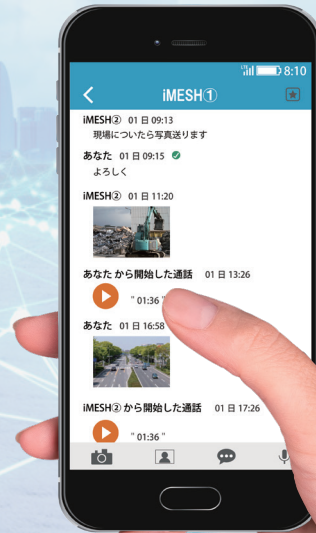 8:10
iMESH①
iMESH② 01 日 09:13
現場についたら写真送ります
あなた 01 日 09:15
よろしく
iMESH② 01 日 11:20
あなた から開始した通話 01 日 13:26
" 01:36 "
あなた 01 日 16:58
iMESH② から開始した通話 01 日 17:26
" 01:36 "